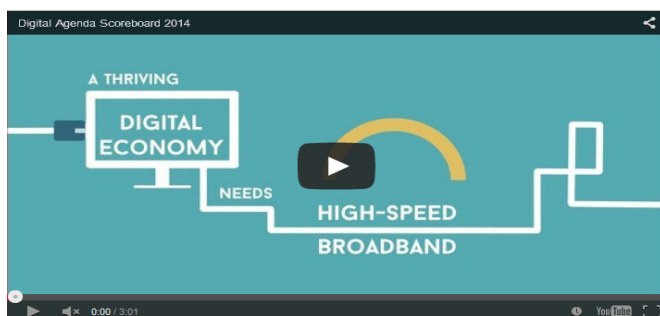 Digital Agenda Scoreboard 2014
A THRIVING
DIGITAL
ECONOMY
NEEDS
HIGH-SPEED
BROADBAND
0:00 / 3:01
YouTube